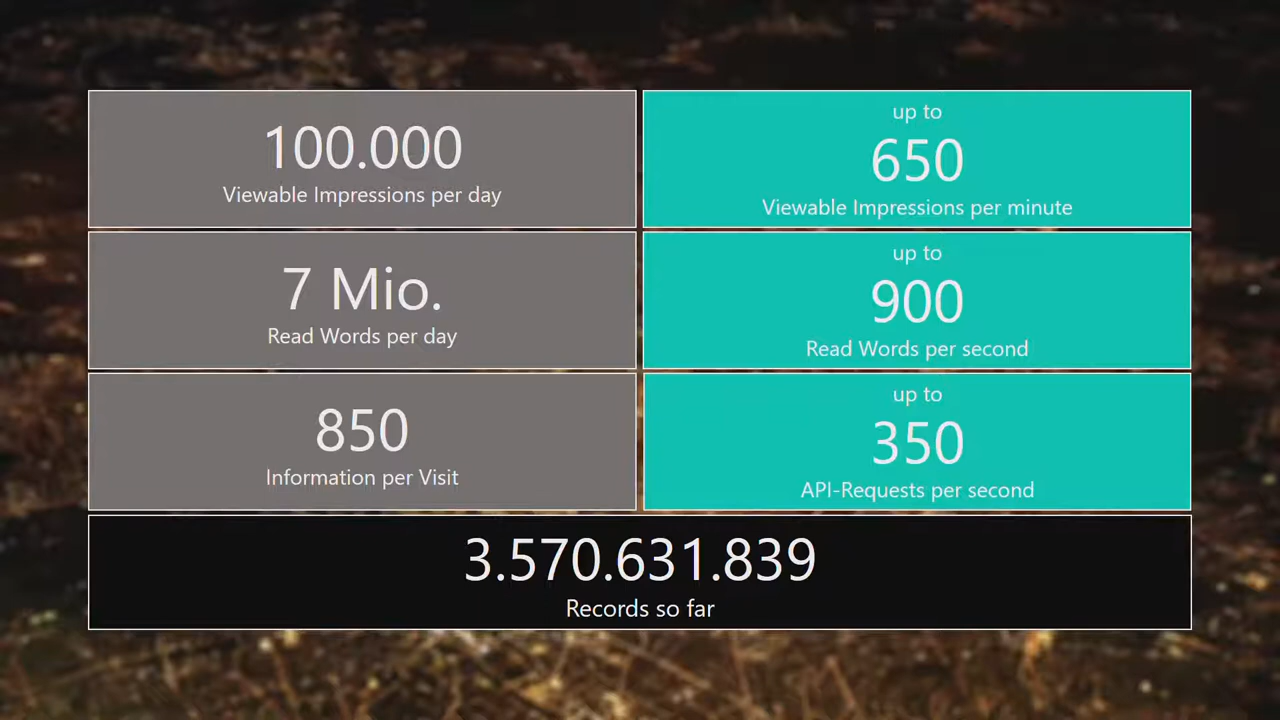 100.000
Viewable Impressions per day
up to
650
Viewable Impressions per minute
7 Mio.
Read Words per day
up to
900
Read Words per second
850
Information per Visit
up to
350
API-Requests per second
3.570.631.839
Records so far